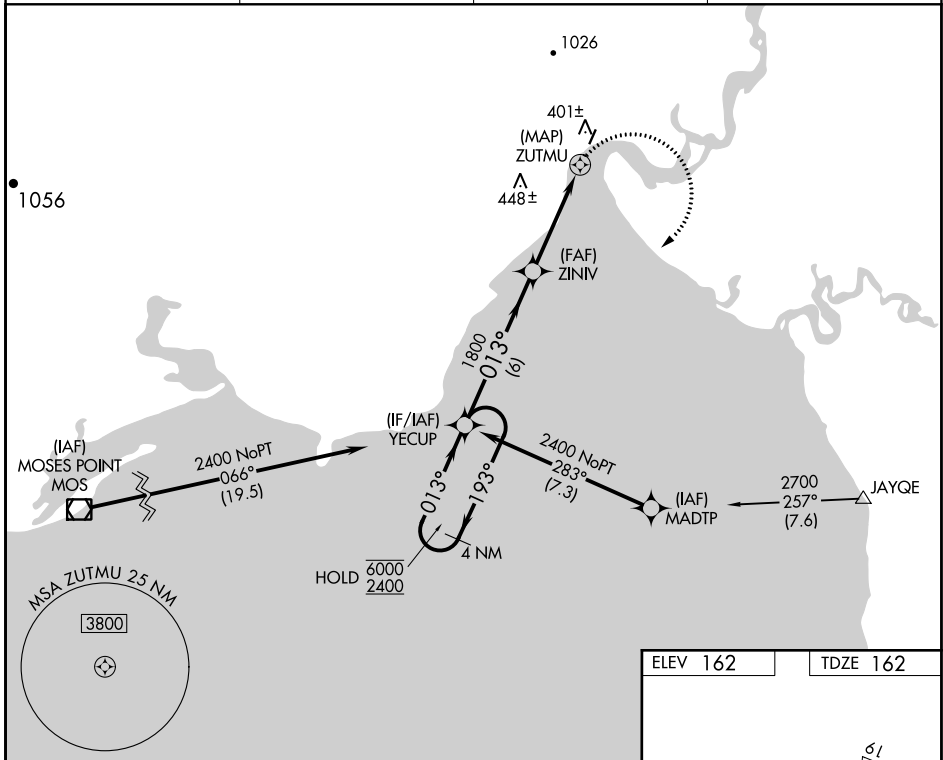 1026
401±
(MAP)
ZUTMU
448±
1056
(FAF)
ZINIV
1800
013°
(6)
(IF/IAF)
YECUP
(IAF)
MOSES POINT
MOS
2400 NoPT
066°
(19.5)
2400 NoPT
283°
(7.3)
2700
257°
(7.6)
JAYQE
(IAF)
MADTP
013°
193°
4 NM
HOLD 6000
2400
MSA ZUTMU 25 NM
3800
ELEV 162
TDZE 162
19